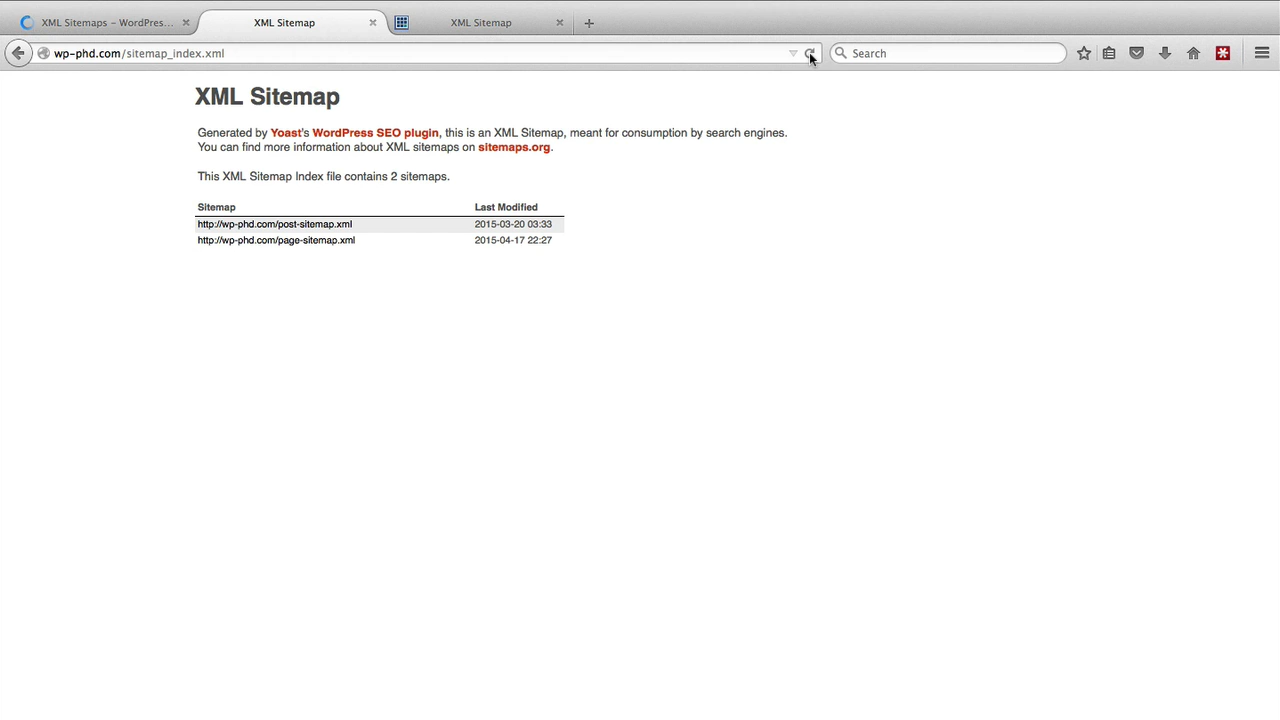 XML Sitemaps – WordPres...
XML Sitemap
XML Sitemap
wp-phd.com/sitemap_index.xml
Search
XML Sitemap
Generated by Yoast's WordPress SEO plugin, this is an XML Sitemap, meant for consumption by search engines.
You can find more information about XML sitemaps on sitemaps.org.
This XML Sitemap Index file contains 2 sitemaps.
Sitemap Last Modified
http://wp-phd.com/post-sitemap.xml 2015-03-20 03:33
http://wp-phd.com/page-sitemap.xml 2015-04-17 22:27